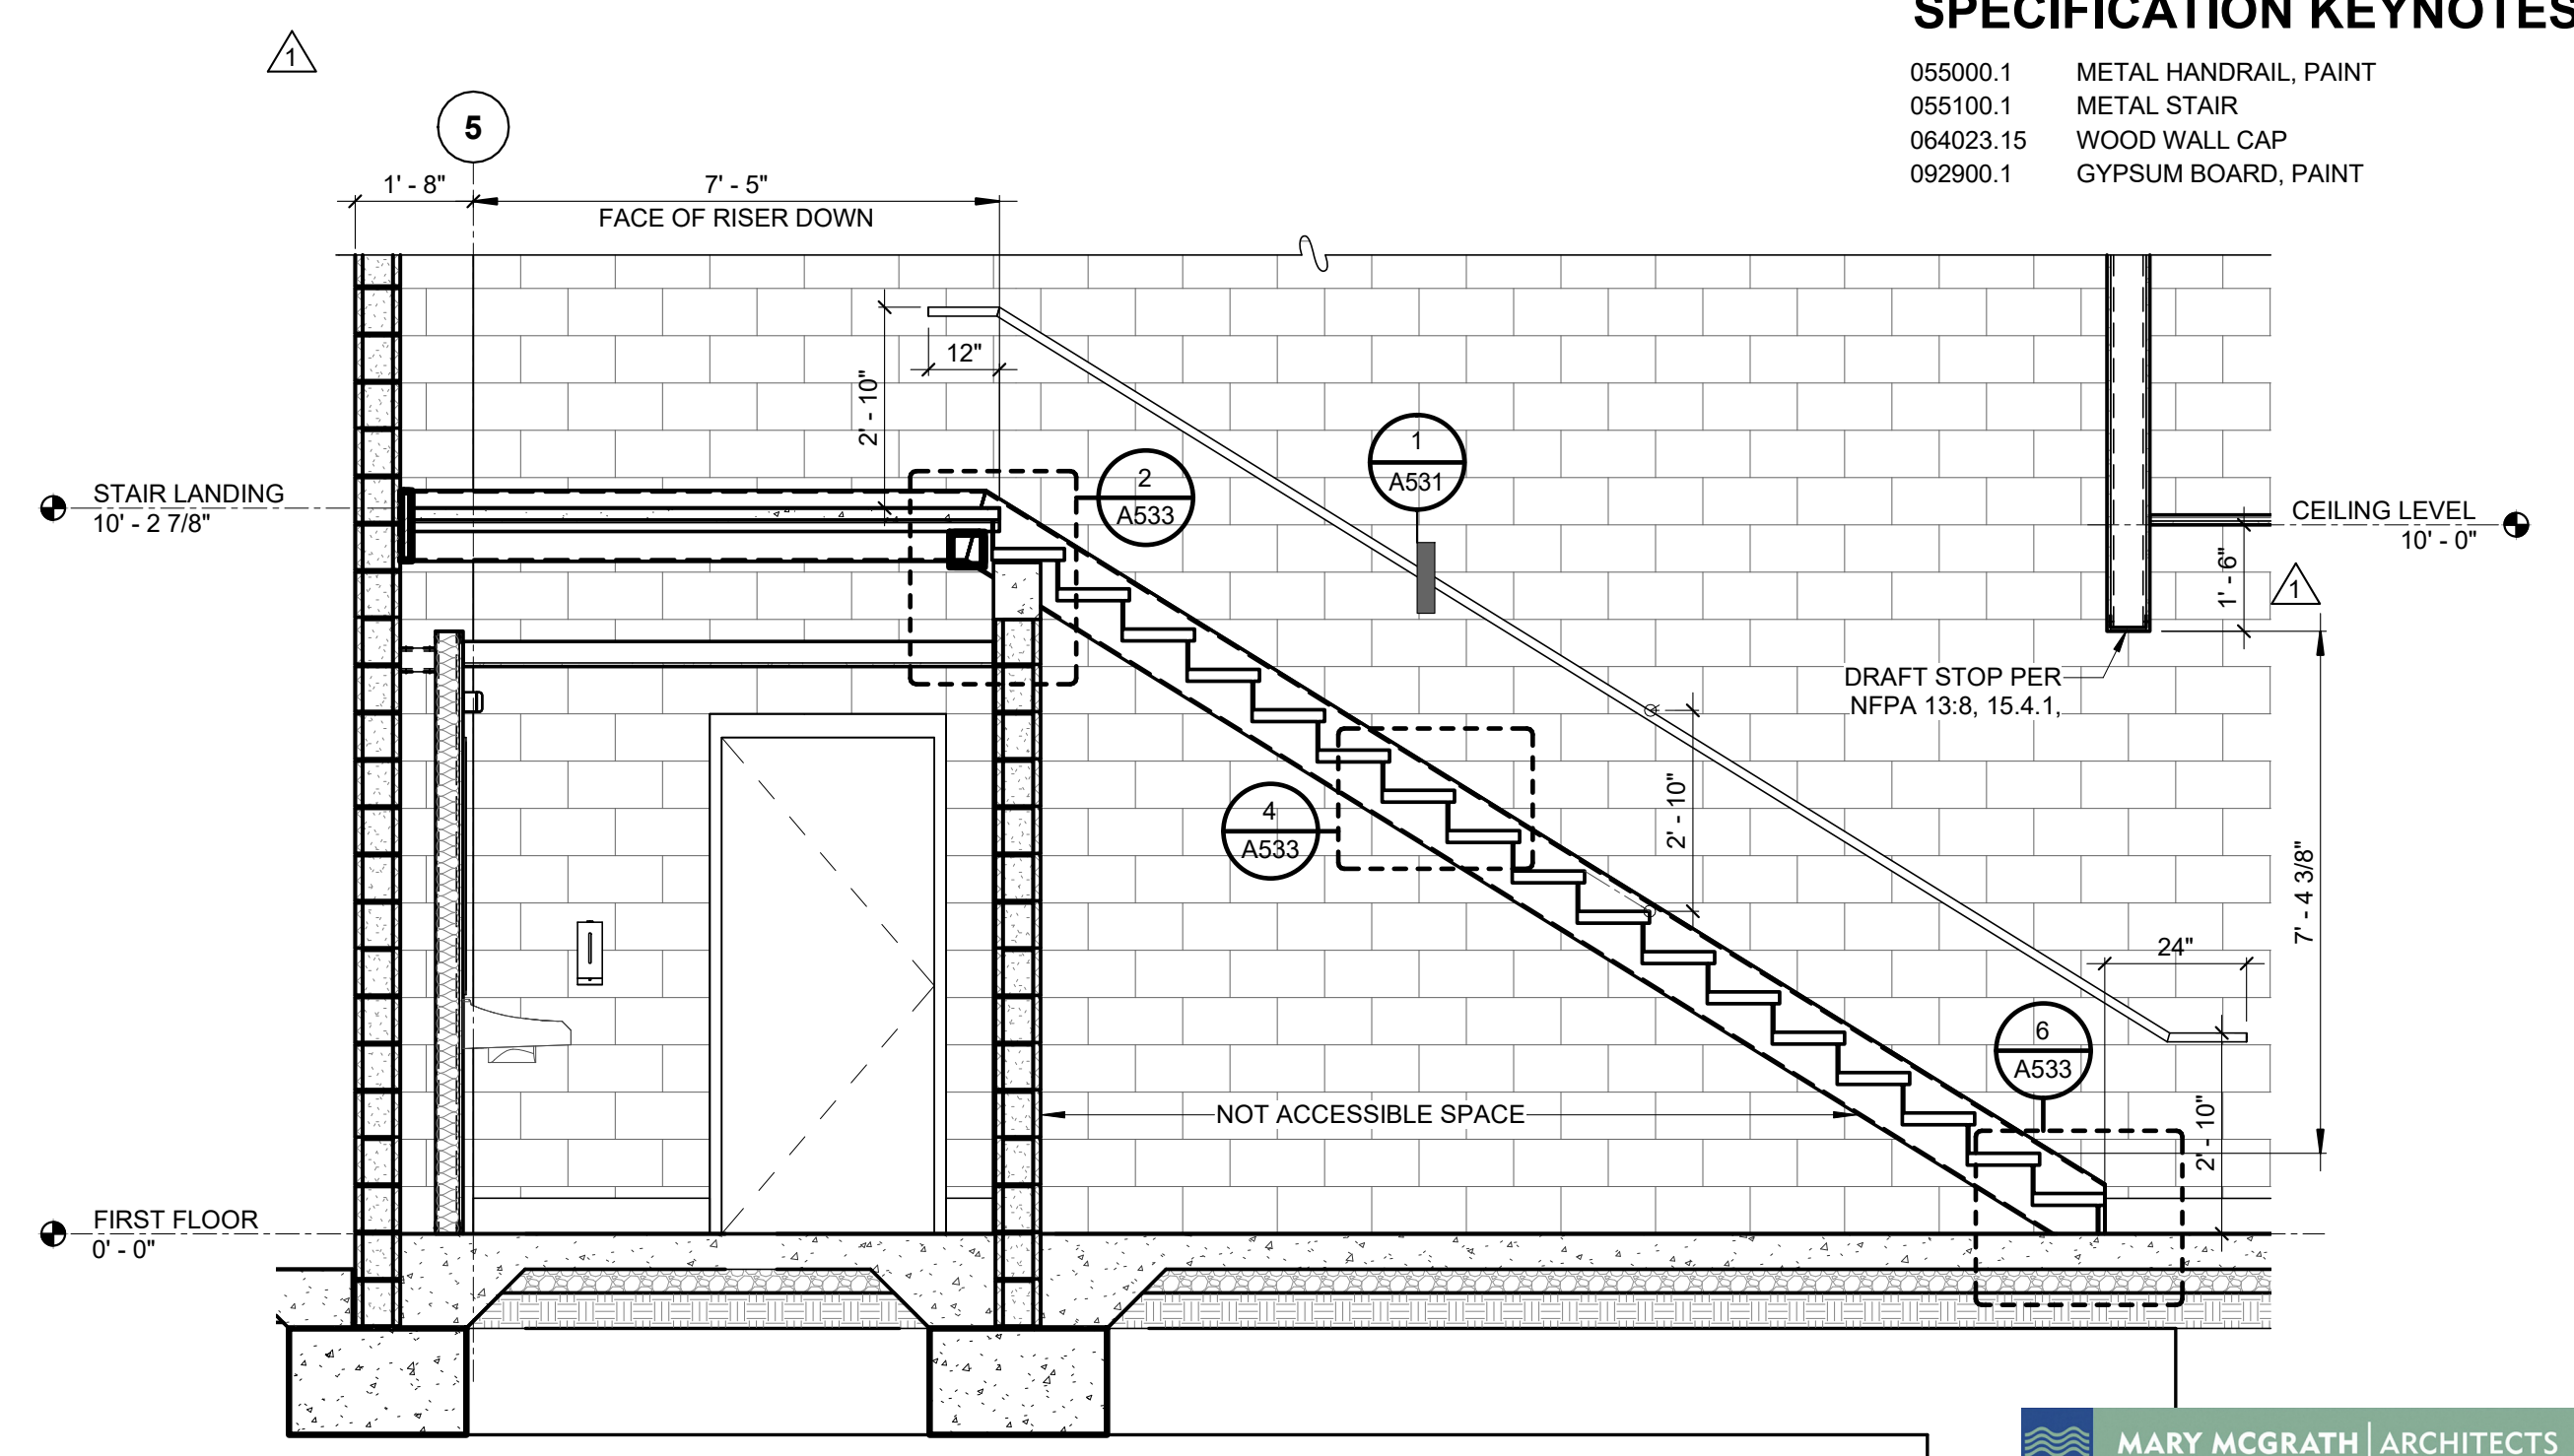 SPECIFICATION KEYNOTES
055000.1 METAL HANDRAIL, PAINT
055100.1 METAL STAIR
064023.15 WOOD WALL CAP
092900.1 GYPSUM BOARD, PAINT
1
5
1' - 8"
7' - 5"
FACE OF RISER DOWN
12"
2' - 10"
1
A531
2
A533
STAIR LANDING
10' - 2 7/8"
CEILING LEVEL
10' - 0"
1' - 6"
1
DRAFT STOP PER
NFPA 13:8, 15.4.1,
2' - 10"
4
A533
7' - 4 3/8"
24"
6
A533
NOT ACCESSIBLE SPACE
2' - 10"
FIRST FLOOR
0' - 0"
MARY MCGRATH | ARCHITECTS